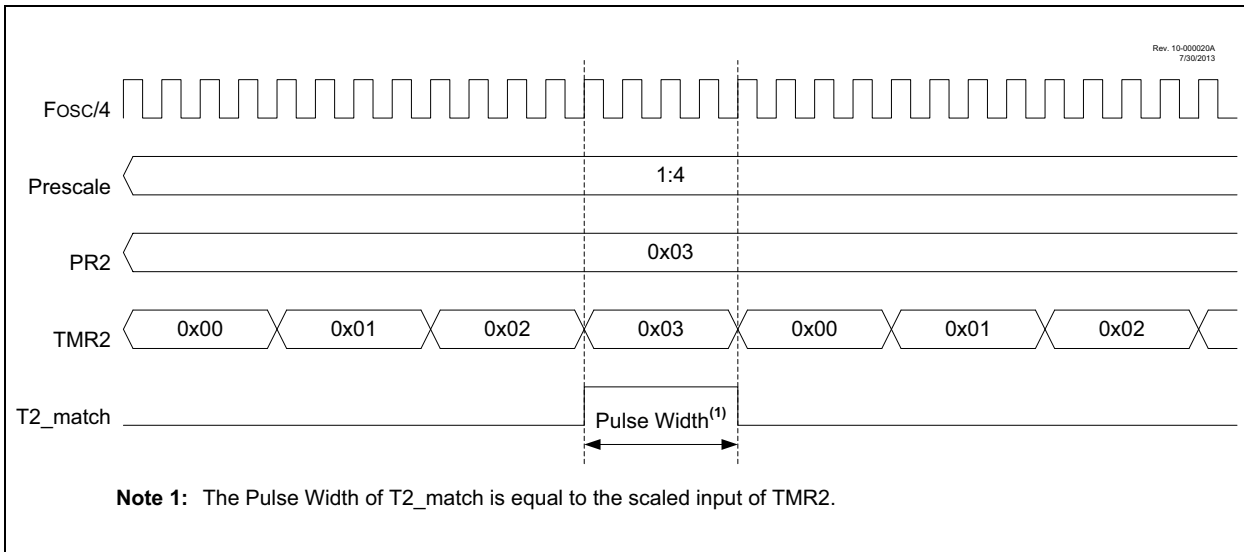 Rev. 10-000020A
7/30/2013
FOSC/4
Prescale
1:4
PR2
0x03
TMR2
0x00 0x01 0x02 0x03 0x00 0x01 0x02
T2_match
Pulse Width(1)
Note 1: The Pulse Width of T2_match is equal to the scaled input of TMR2.